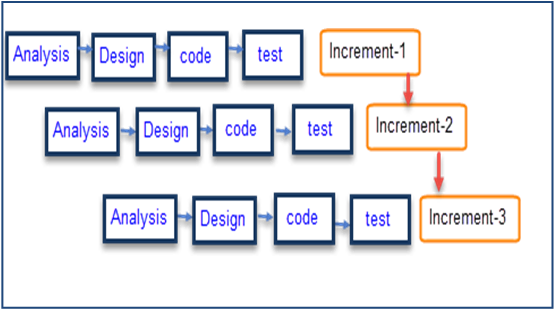 Analysis Design code test Increment-1
Analysis Design code test Increment-2
Analysis Design code test Increment-3